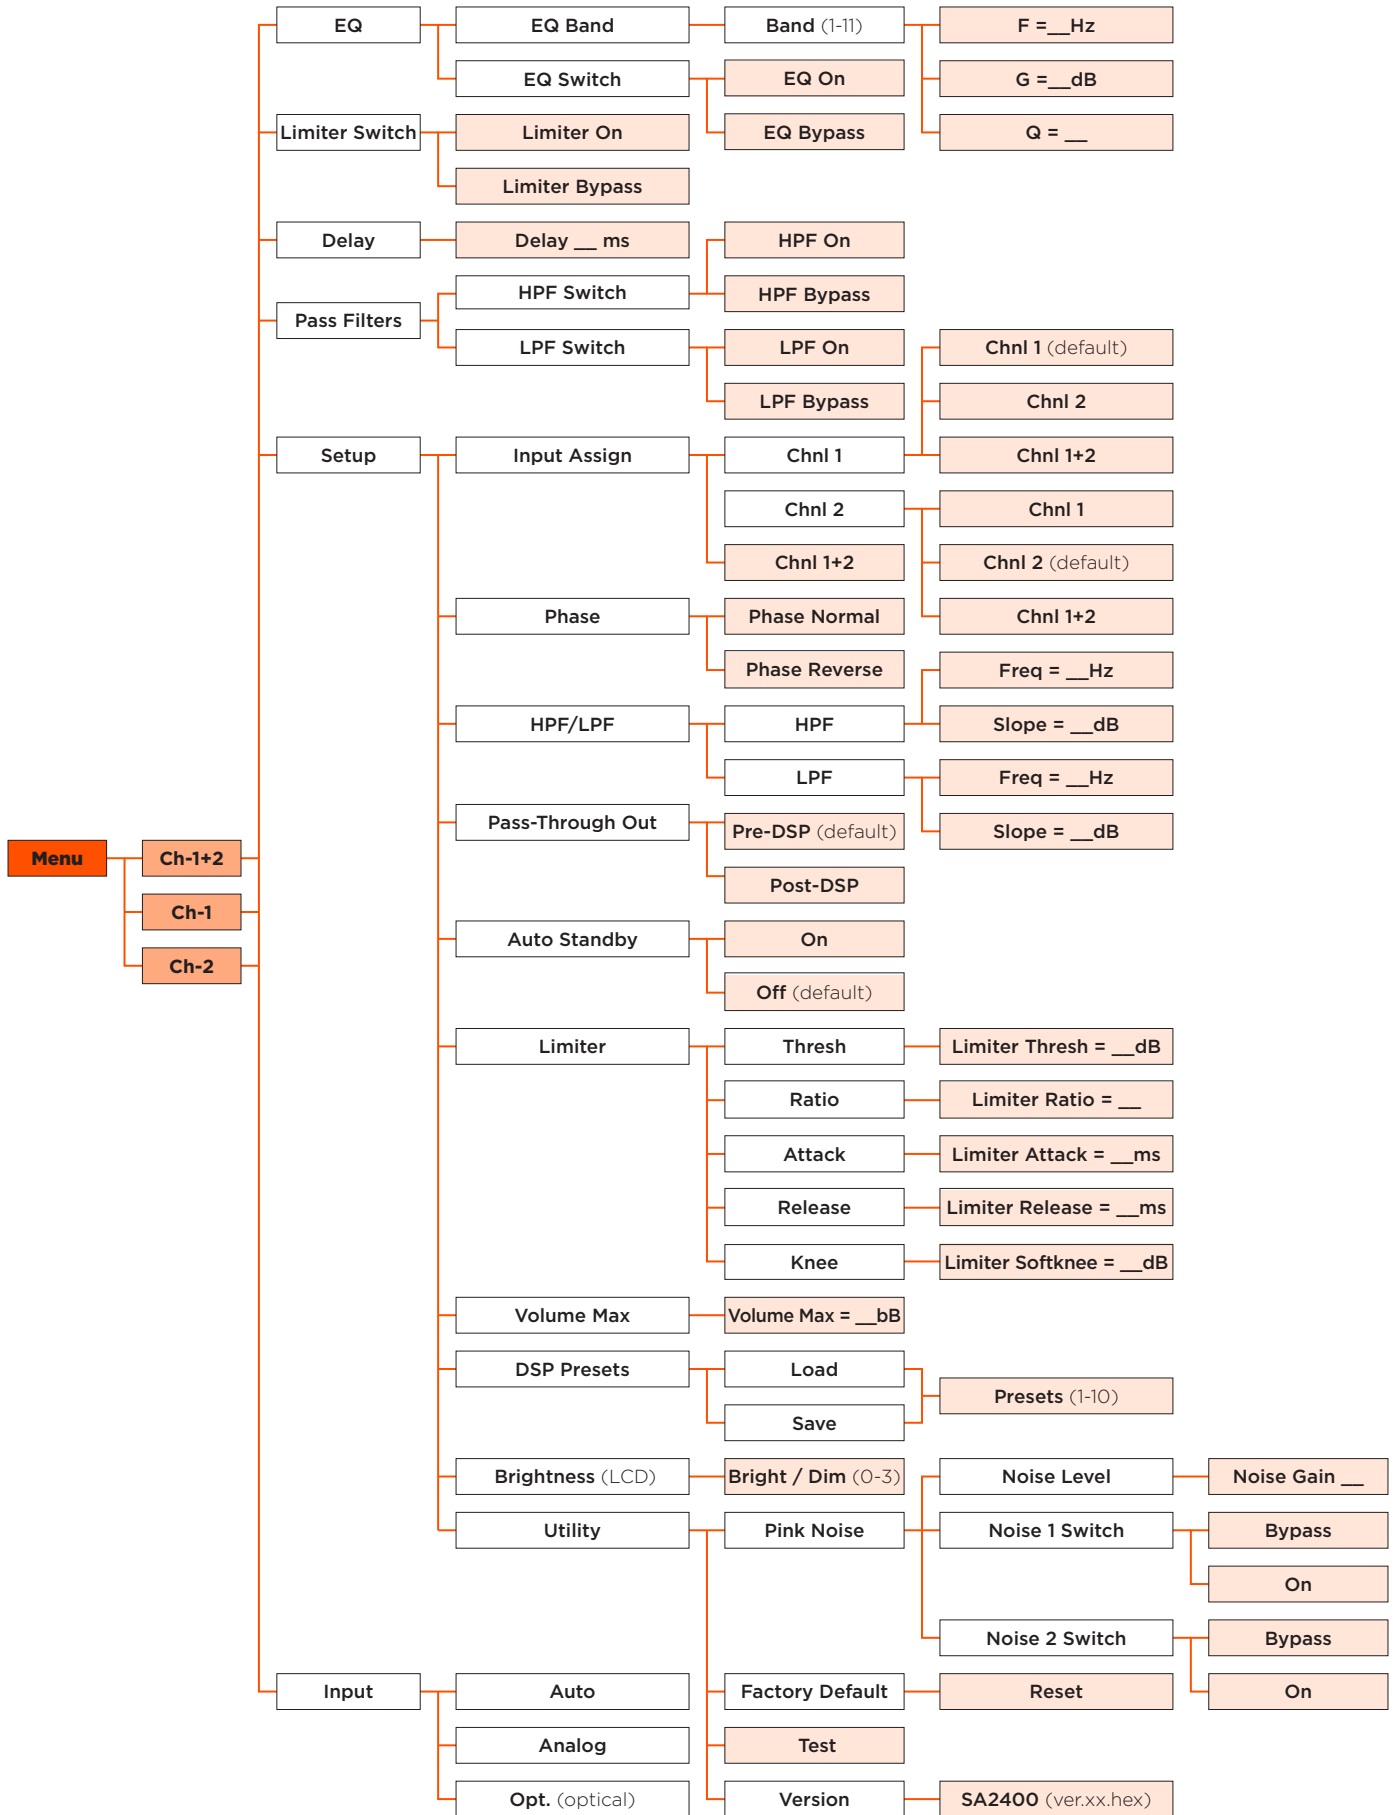 EQ
EQ Band
Band (1-11)
F =__Hz
EQ Switch
EQ On
G =__dB
Limiter Switch
Limiter On
EQ Bypass
Q = __
Limiter Bypass
Delay
Delay __ ms
HPF On
HPF Switch
HPF Bypass
Pass Filters
LPF Switch
LPF On
Chnl 1 (default)
LPF Bypass
Chnl 2
Setup
Input Assign
Chnl 1
Chnl 1+2
Chnl 2
Chnl 1
Chnl 1+2
Chnl 2 (default)
Phase
Phase Normal
Chnl 1+2
Phase Reverse
Freq = __Hz
HPF/LPF
HPF
Slope = __dB
LPF
Freq = __Hz
Pass-Through Out
Pre-DSP (default)
Slope = __dB
Menu
Ch-1+2
Post-DSP
Ch-1
Auto Standby
On
Ch-2
Off (default)
Limiter
Thresh
Limiter Thresh = __dB
Ratio
Limiter Ratio = __
Attack
Limiter Attack = __ms
Release
Limiter Release = __ms
Knee
Limiter Softknee = __dB
Volume Max
Volume Max = __bB
DSP Presets
Load
Presets (1-10)
Save
Brightness (LCD)
Bright / Dim (0-3)
Noise Level
Noise Gain __
Utility
Pink Noise
Noise 1 Switch
Bypass
On
Noise 2 Switch
Bypass
Input
Auto
Factory Default
Reset
On
Analog
Test
Opt. (optical)
Version
SA2400 (ver.xx.hex)